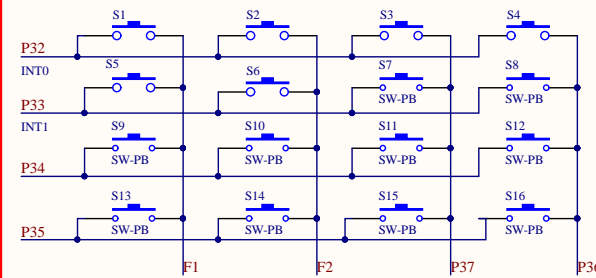 S1 S2 S3 S4
P32
INT0
S5 S6 S7 S8
SW-PB SW-PB
P33
INT1
S9 S10 S11 S12
SW-PB SW-PB SW-PB SW-PB
P34
S13 S14 S15 S16
SW-PB SW-PB SW-PB SW-PB
P35
F1 F2 P37 P36